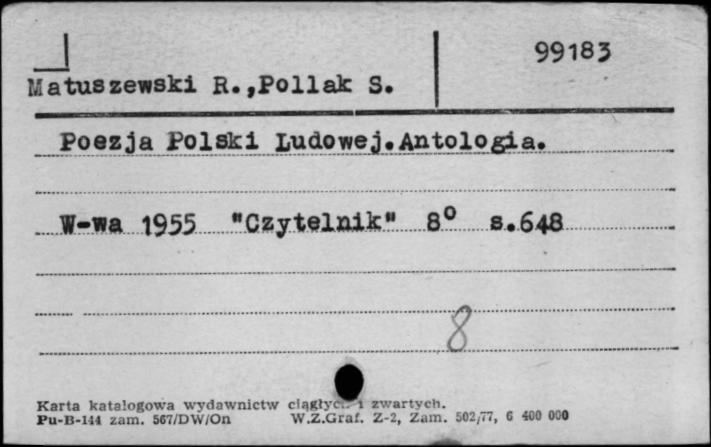 99183
Matuszewski R.,Pollak S.
Poezja Polski Ludowej.Antologia.
W-wa 1955 "Czytelnik" 8° s.648
8
Karta katalogowa wydawnictw ciągłych i zwartych.
Pu-B-144 zam. 567/DW/On W.Z.Graf. Z-2, Zam. 502/77, 6 400 000